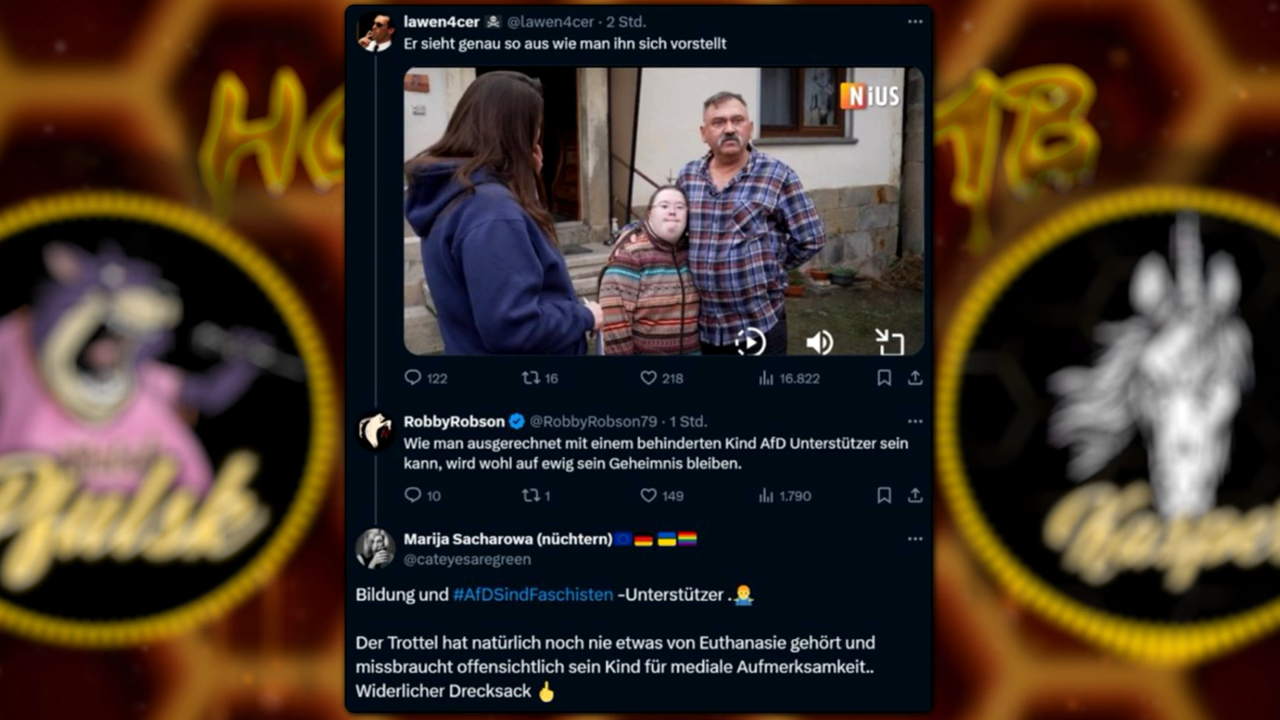 lawen4cer ☠️ @lawen4cer · 2 Std.
Er sieht genau so aus wie man ihn sich vorstellt
NiUS
122 16 218 16.822
RobbyRobson @RobbyRobson79 · 1 Std.
Wie man ausgerechnet mit einem behinderten Kind AfD Unterstützer sein
kann, wird wohl auf ewig sein Geheimnis bleiben.
10 1 149 1.790
Marija Sacharowa (nüchtern)🇪🇺🇩🇪🇺🇦🏳️‍🌈
@cateyesaregreen
Bildung und #AfDSindFaschisten -Unterstützer .🤷‍♂️
Der Trottel hat natürlich noch nie etwas von Euthanasie gehört und
missbraucht offensichtlich sein Kind für mediale Aufmerksamkeit..
Widerlicher Drecksack 🖕